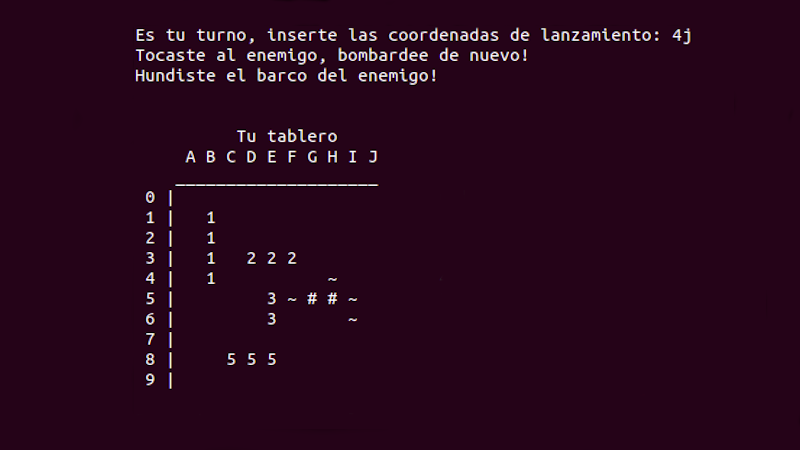 Es tu turno, inserte las coordenadas de lanzamiento: 4j
Tocaste al enemigo, bombardee de nuevo!
Hundiste el barco del enemigo!
Tu tablero
A B C D E F G H I J
____________________
0 |
1 |   1
2 |   1
3 |   1   2 2 2
4 |   1           ~
5 |         3 ~ # # ~
6 |         3       ~
7 |
8 |     5 5 5
9 |